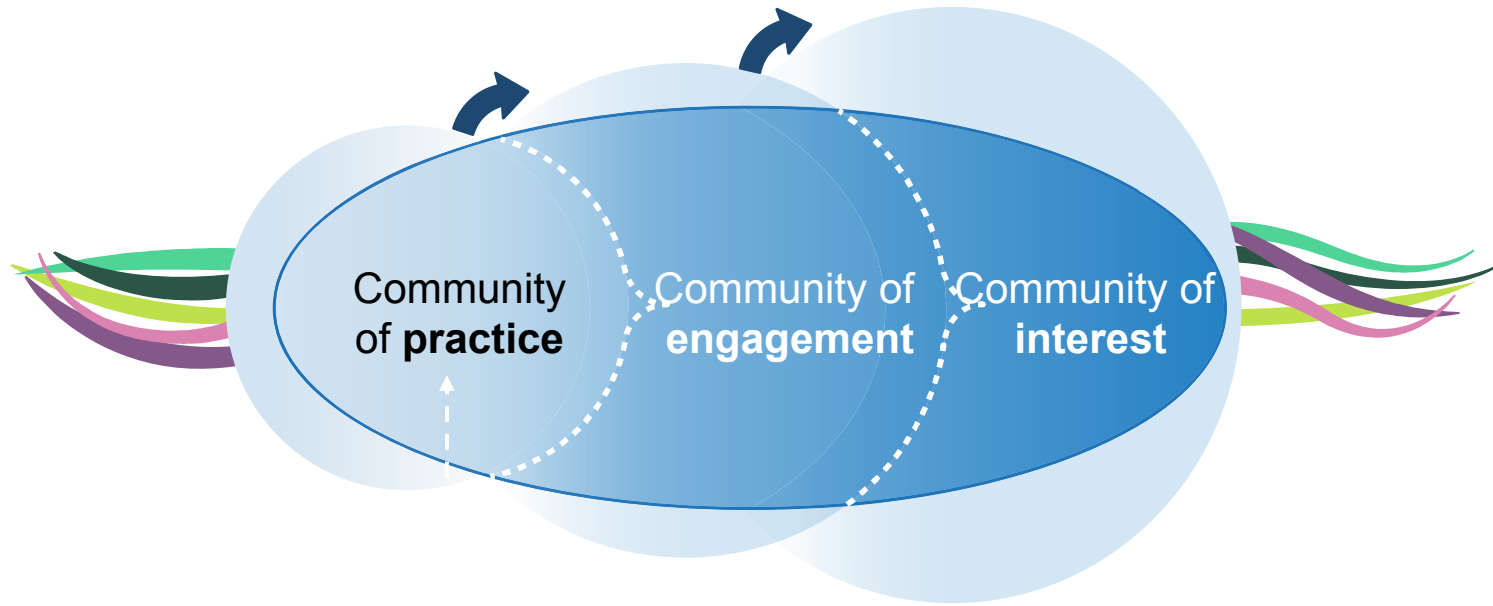 Community
of practice
Community of
engagement
Community of
interest